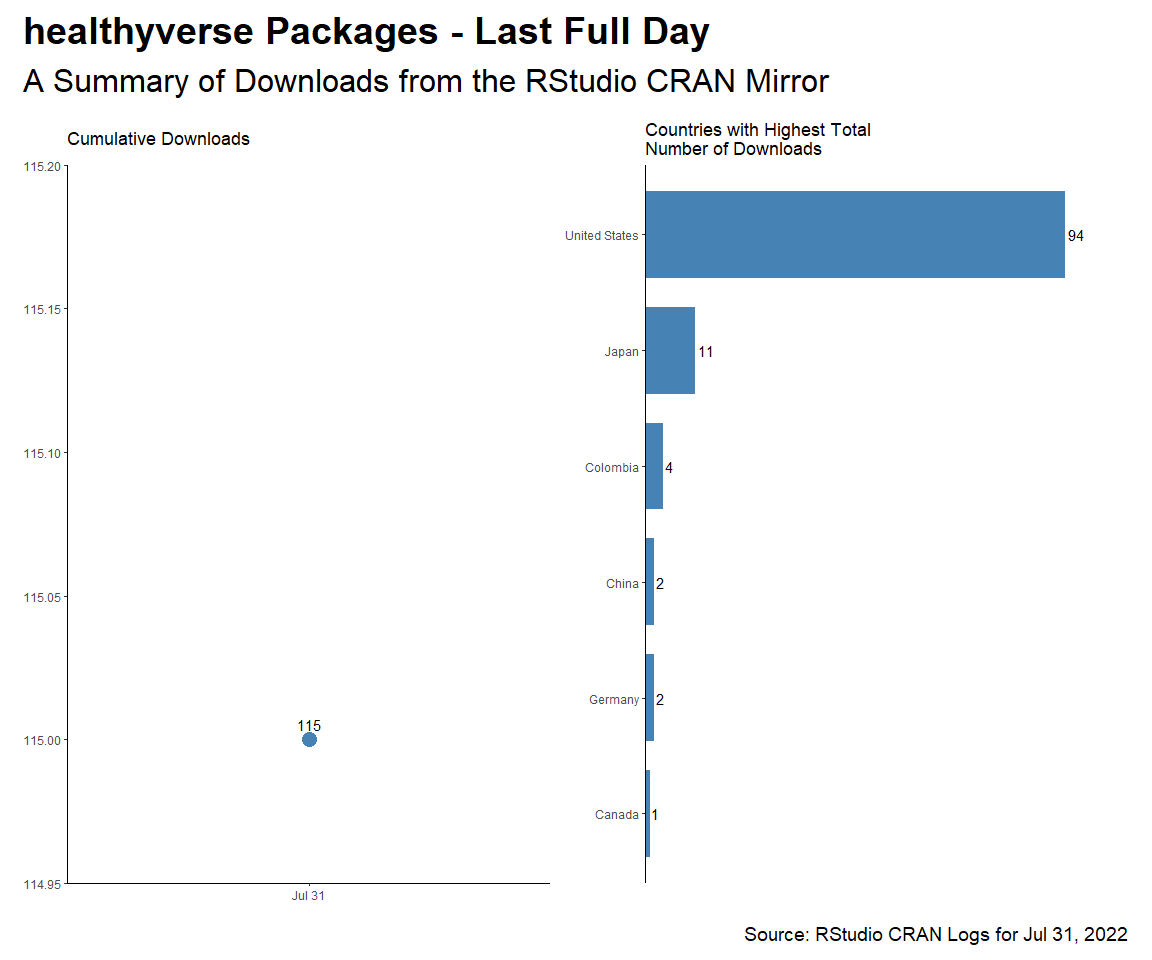 healthyverse Packages - Last Full Day
A Summary of Downloads from the RStudio CRAN Mirror
Cumulative Downloads
115.20
115.15
115.10
115.05
115.00
114.95
115
Jul 31
Countries with Highest Total
Number of Downloads
United States 94
Japan 11
Colombia 4
China 2
Germany 2
Canada 1
Source: RStudio CRAN Logs for Jul 31, 2022